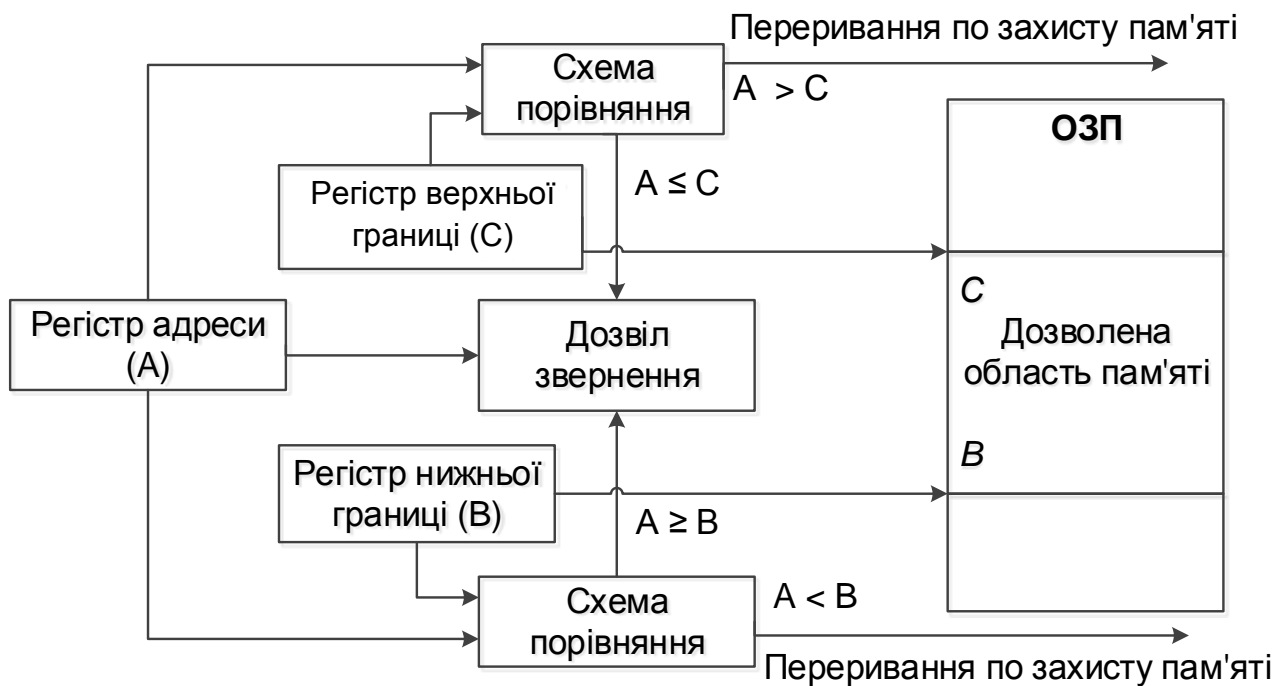 Переривання по захисту пам'яті
Схема
порівняння
A > C
ОЗП
Регістр верхньої
границі (C)
A ≤ C
C
Регістр адреси
(A)
Дозвіл
звернення
Дозволена
область пам'яті
B
Регістр нижньої
границі (B)
A ≥ B
Схема
порівняння
A < B
Переривання по захисту пам'яті